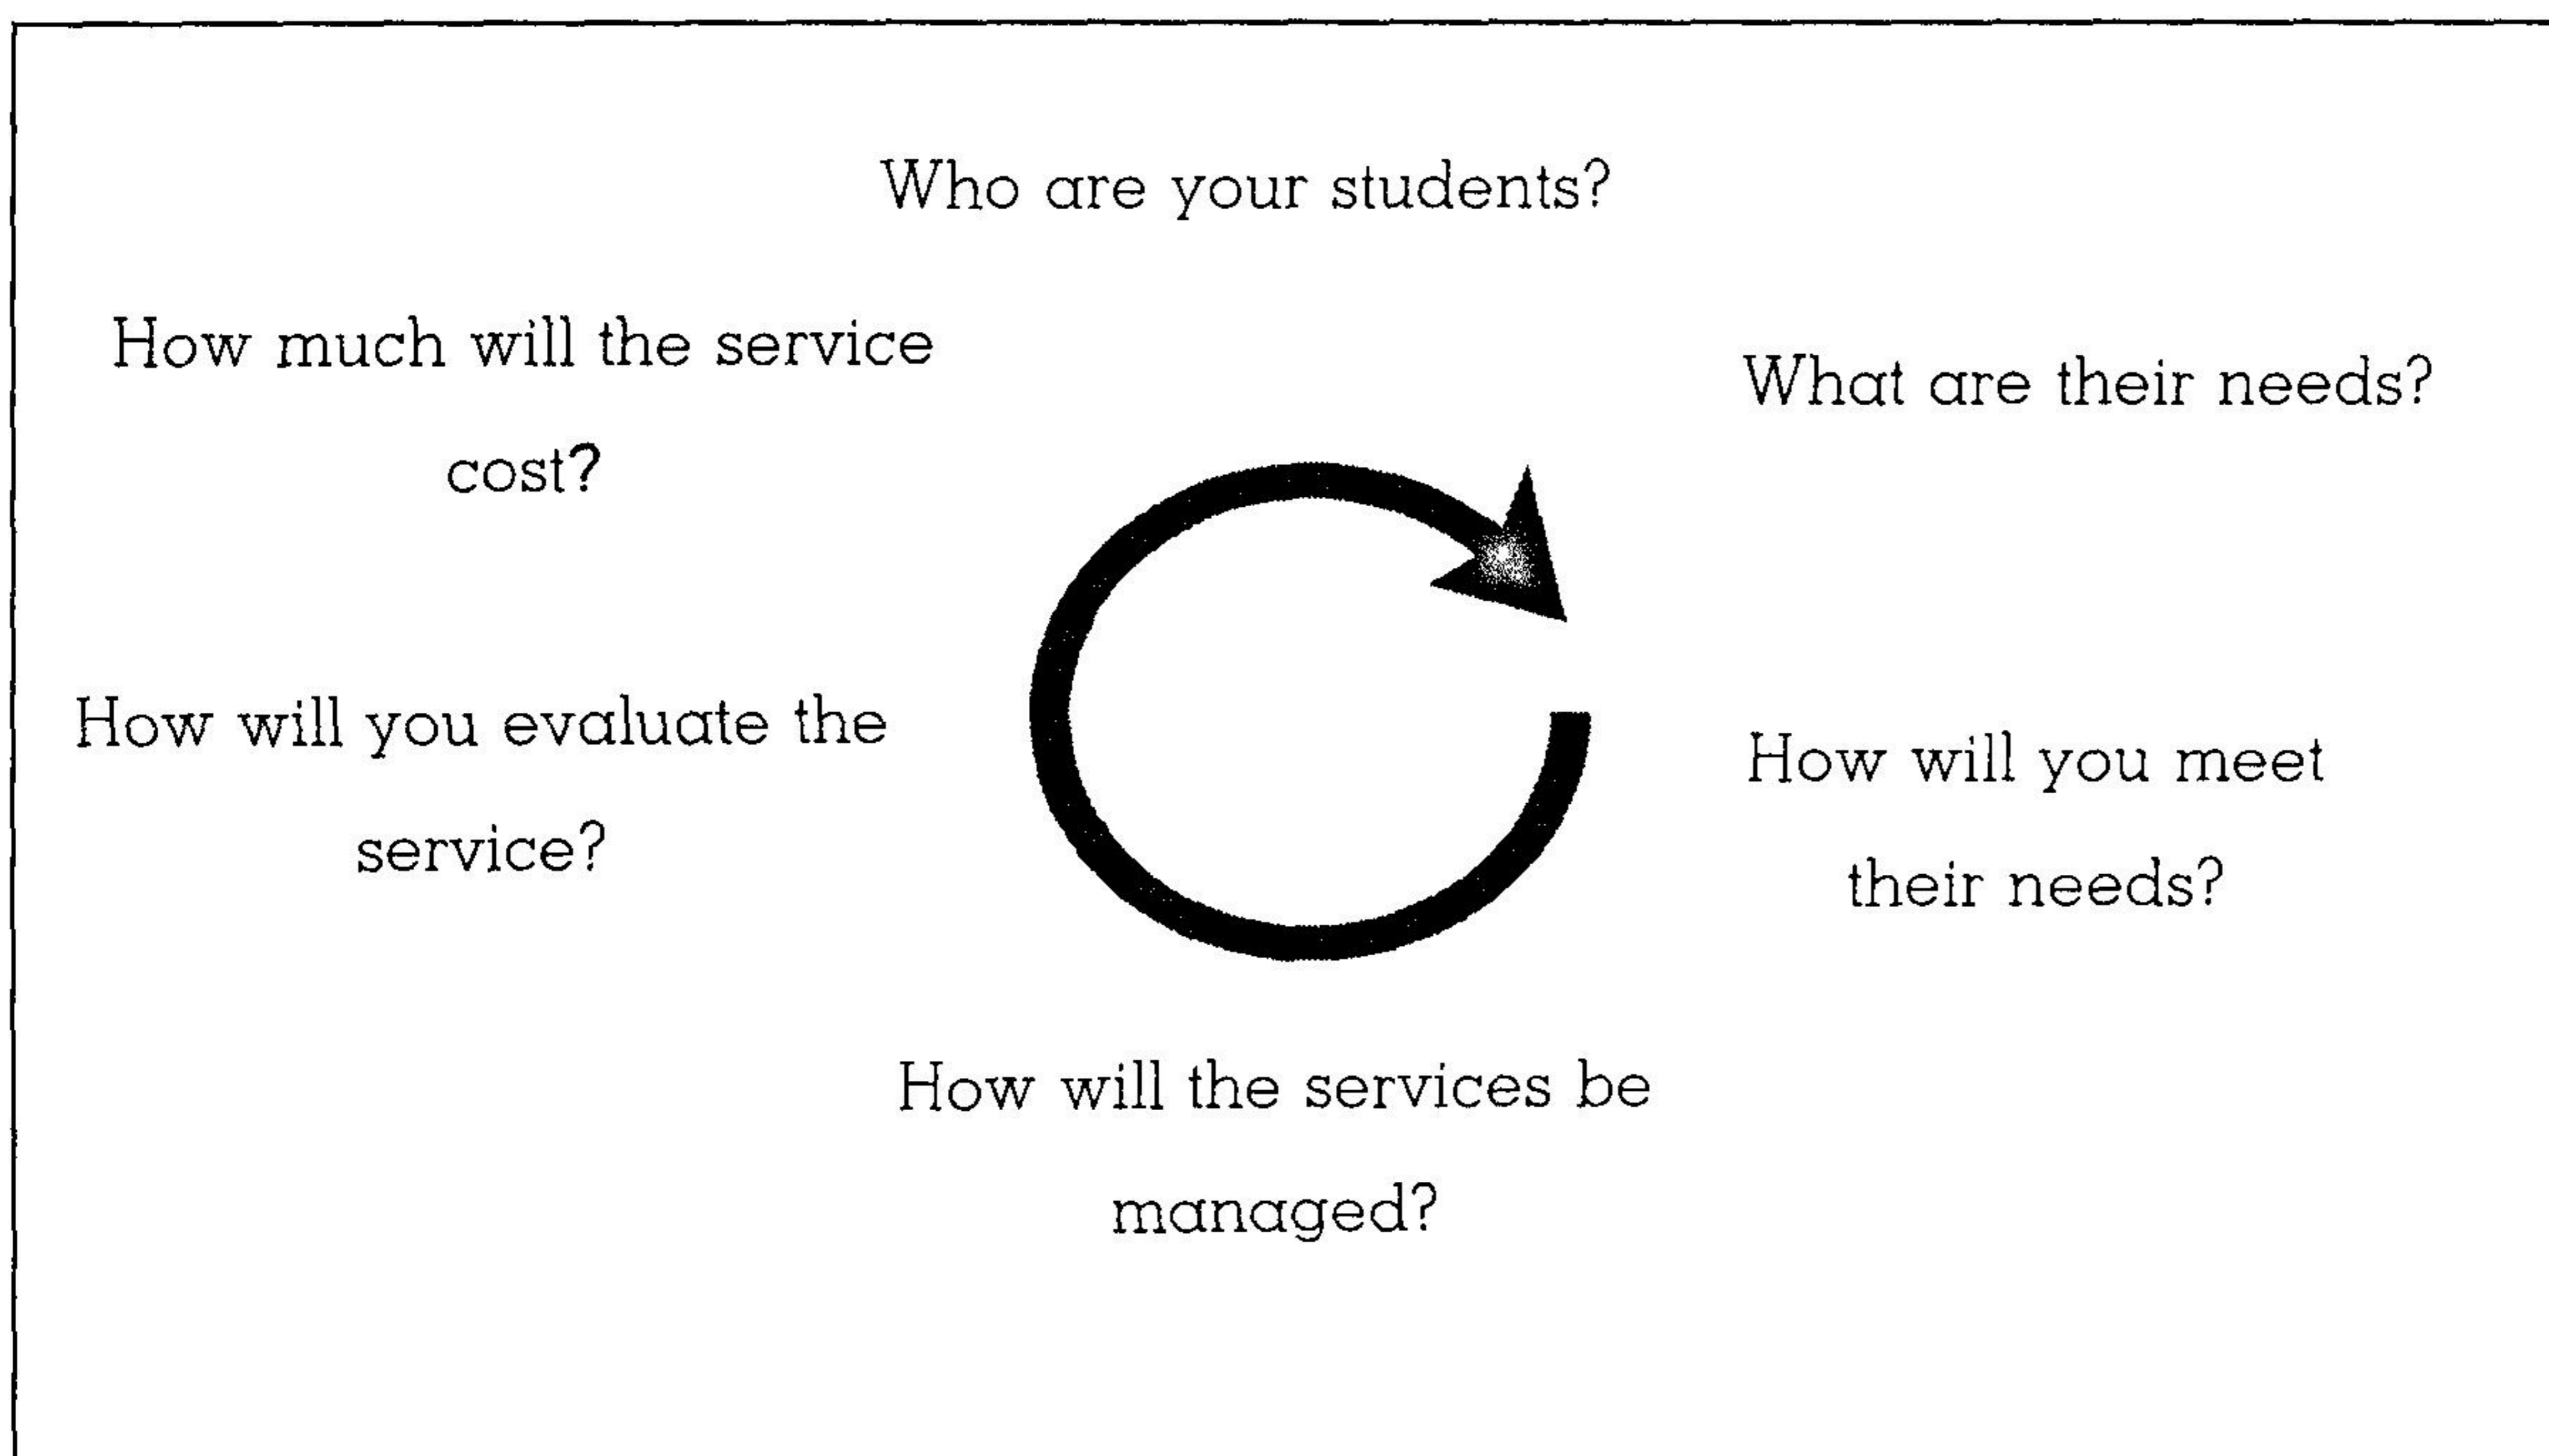 Who are your students?
How much will the service
cost?
What are their needs?
How will you evaluate the
service?
How will you meet
their needs?
How will the services be
managed?